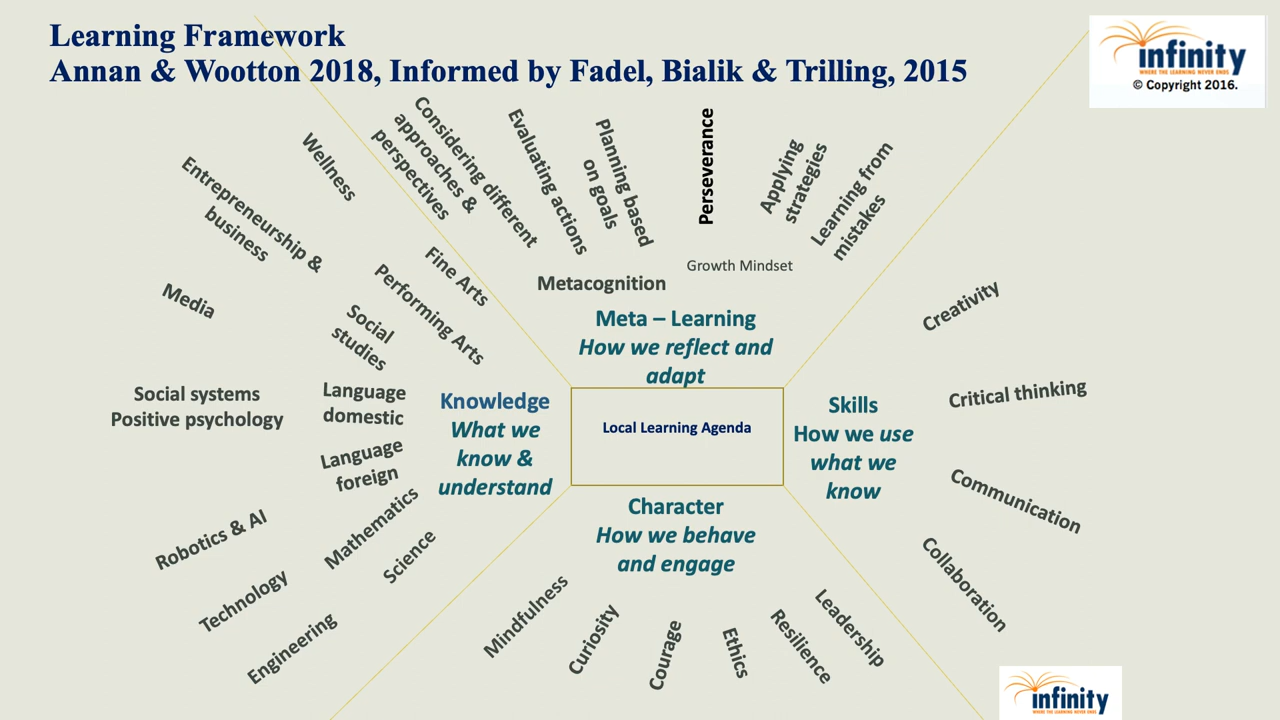 Learning Framework
Annan & Wootton 2018, Informed by Fadel, Bialik & Trilling, 2015
infinity
WHERE THE LEARNING NEVER ENDS
© Copyright 2016.
Wellness
Entrepreneurship &
business
Media
Social systems
Positive psychology
Robotics & AI
Technology
Engineering
Fine Arts
Performing Arts
Social
studies
Language
domestic
Language
foreign
Mathematics
Science
Knowledge
What we
know &
understand
Considering different
approaches &
perspectives
Evaluating actions
Planning based
on goals
Perseverance
Applying
strategies
Learning from
mistakes
Metacognition
Growth Mindset
Meta – Learning
How we reflect and
adapt
Local Learning Agenda
Skills
How we use
what we
know
Creativity
Critical thinking
Communication
Collaboration
Character
How we behave
and engage
Mindfulness
Curiosity
Courage
Ethics
Resilience
Leadership
infinity
WHERE THE LEARNING NEVER ENDS